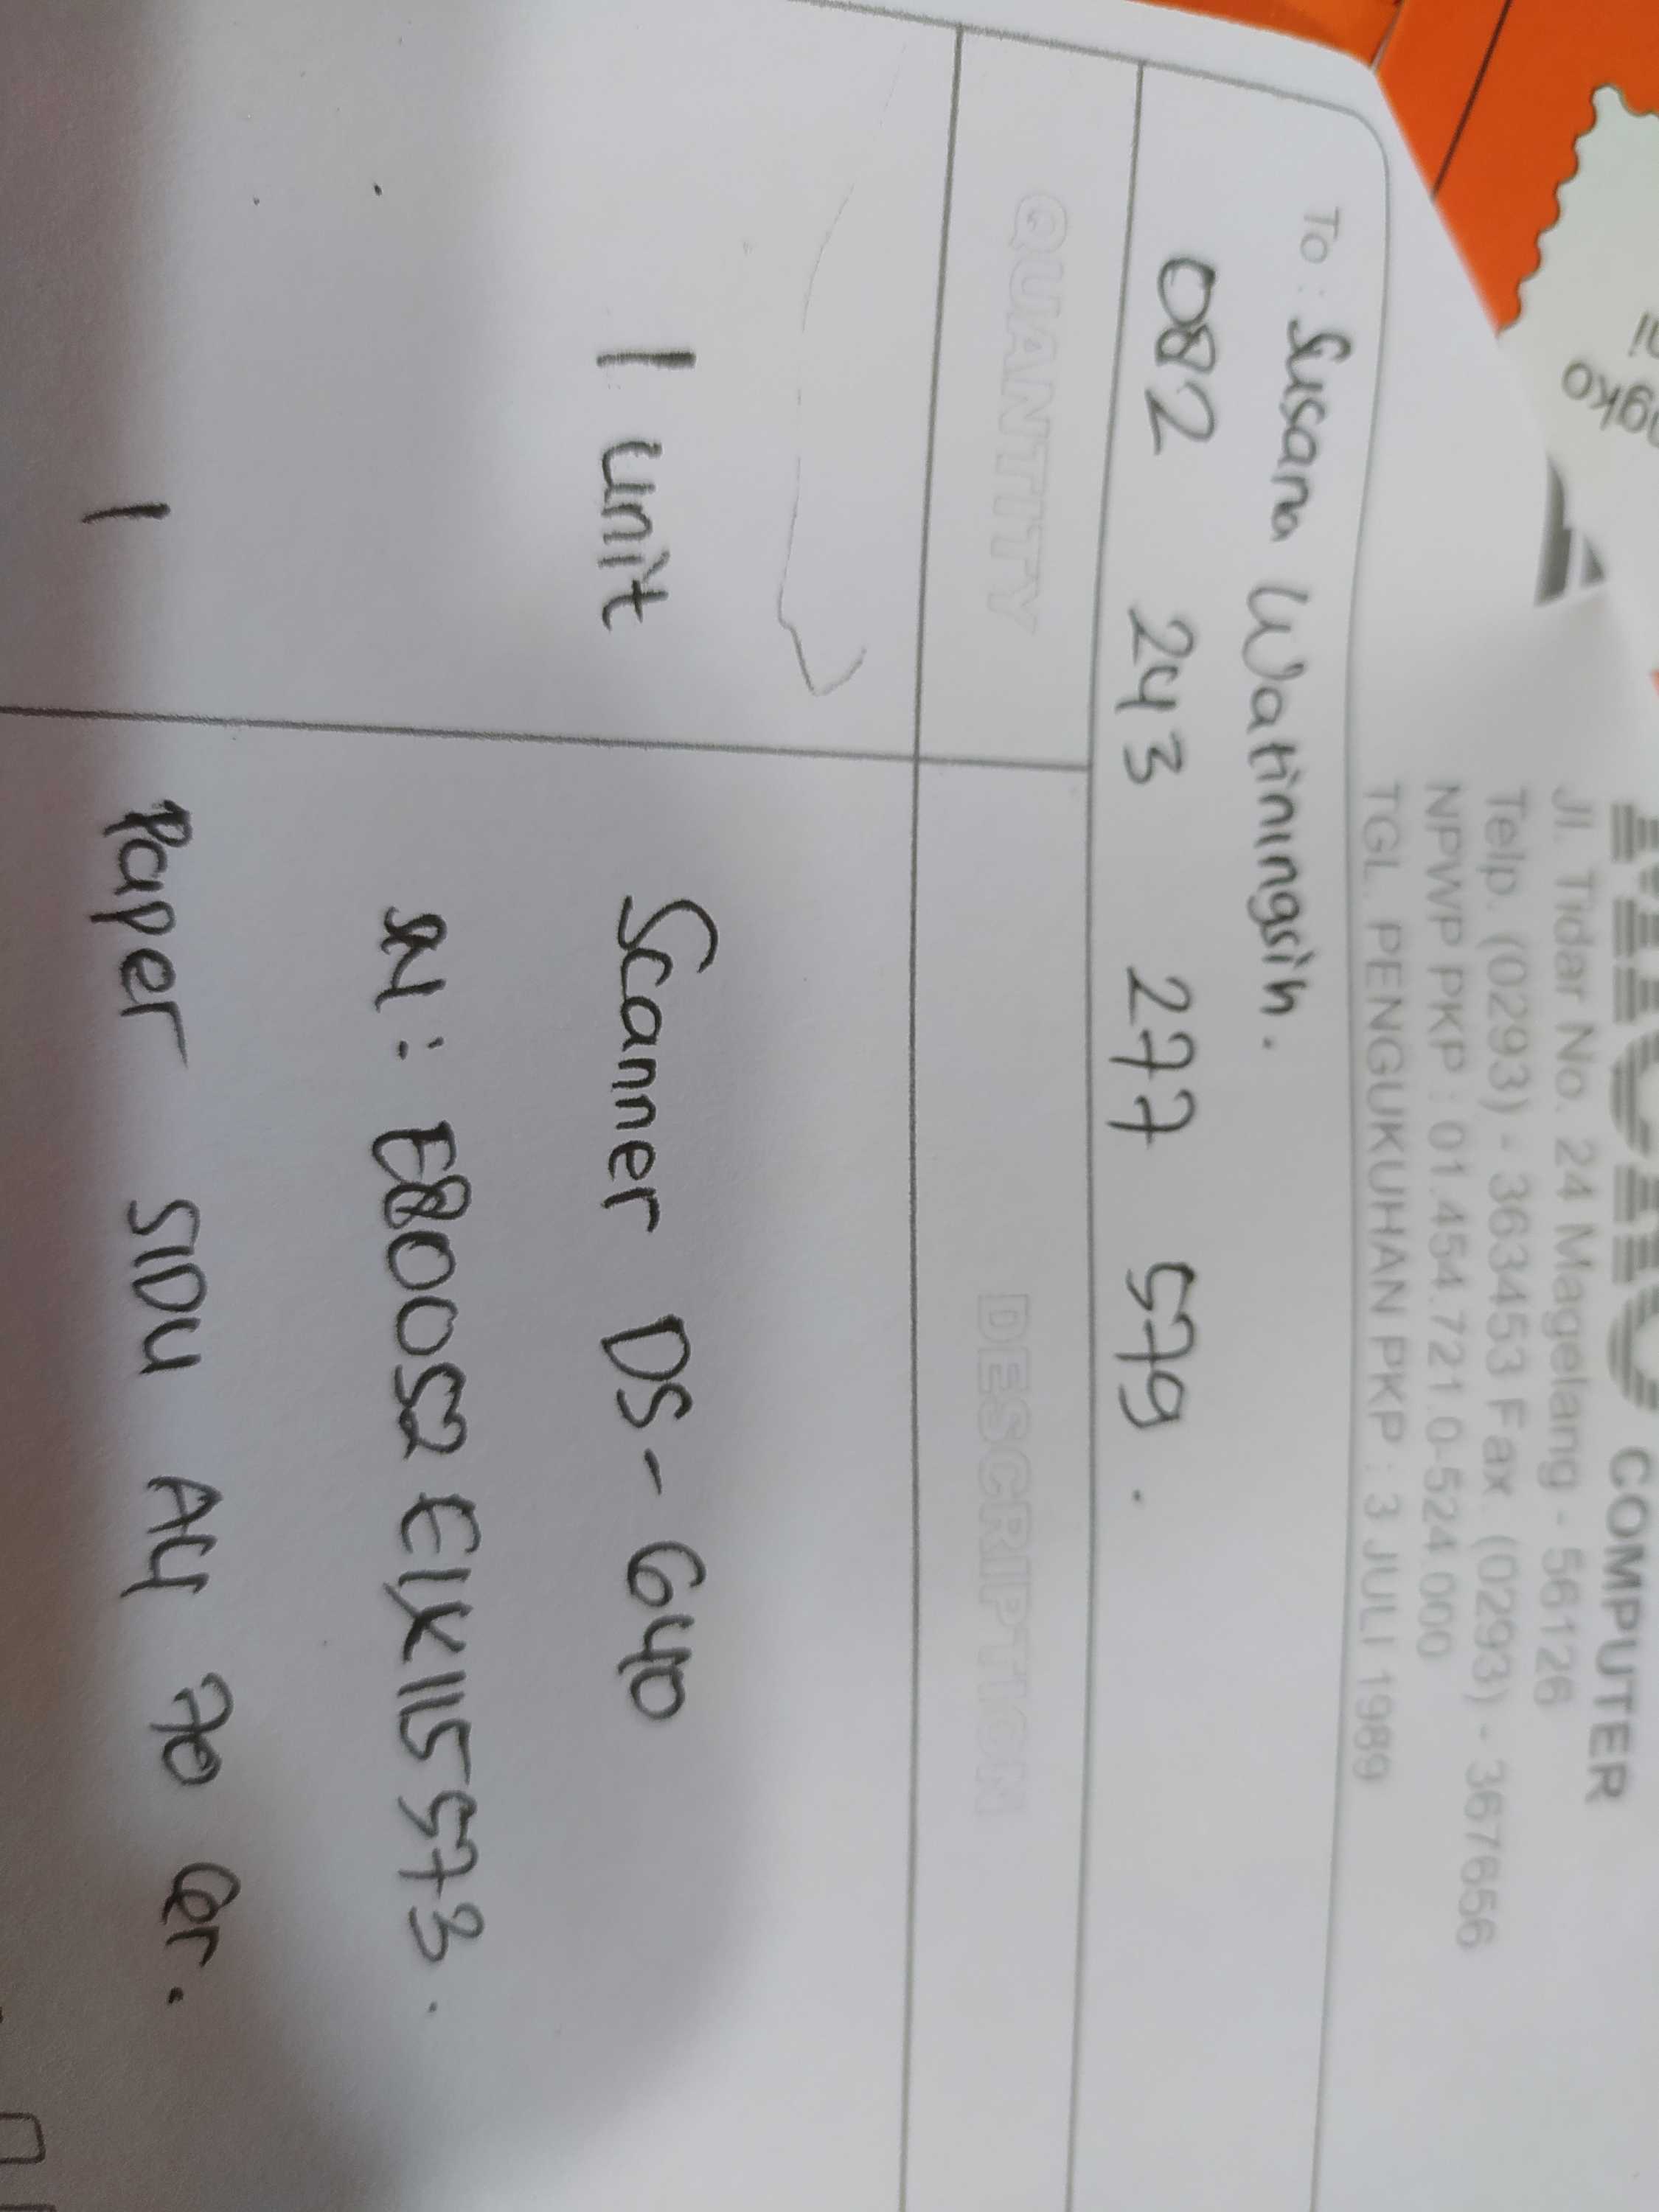 COMPUTER
Jl. Tidar No. 24 Magelang - 56126
Telp. (0293) - 363453 Fax. (0293) - 367656
NPWP PKP : 01.454.721.0-524.000
TGL. PENGUKUHAN PKP : 3 JULI 1989
To : Susana Watiningsih.
082 243 277 579.
QUANTITY DESCRIPTION
1 unit Scanner DS-640
SN: E80052 E1K115573.
1 Paper SIDU A4 70 Gr.